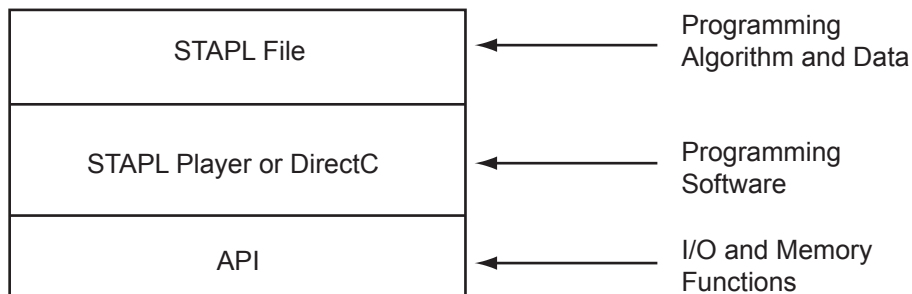 STAPL File
Programming
Algorithm and Data
STAPL Player or DirectC
Programming
Software
API
I/O and Memory
Functions